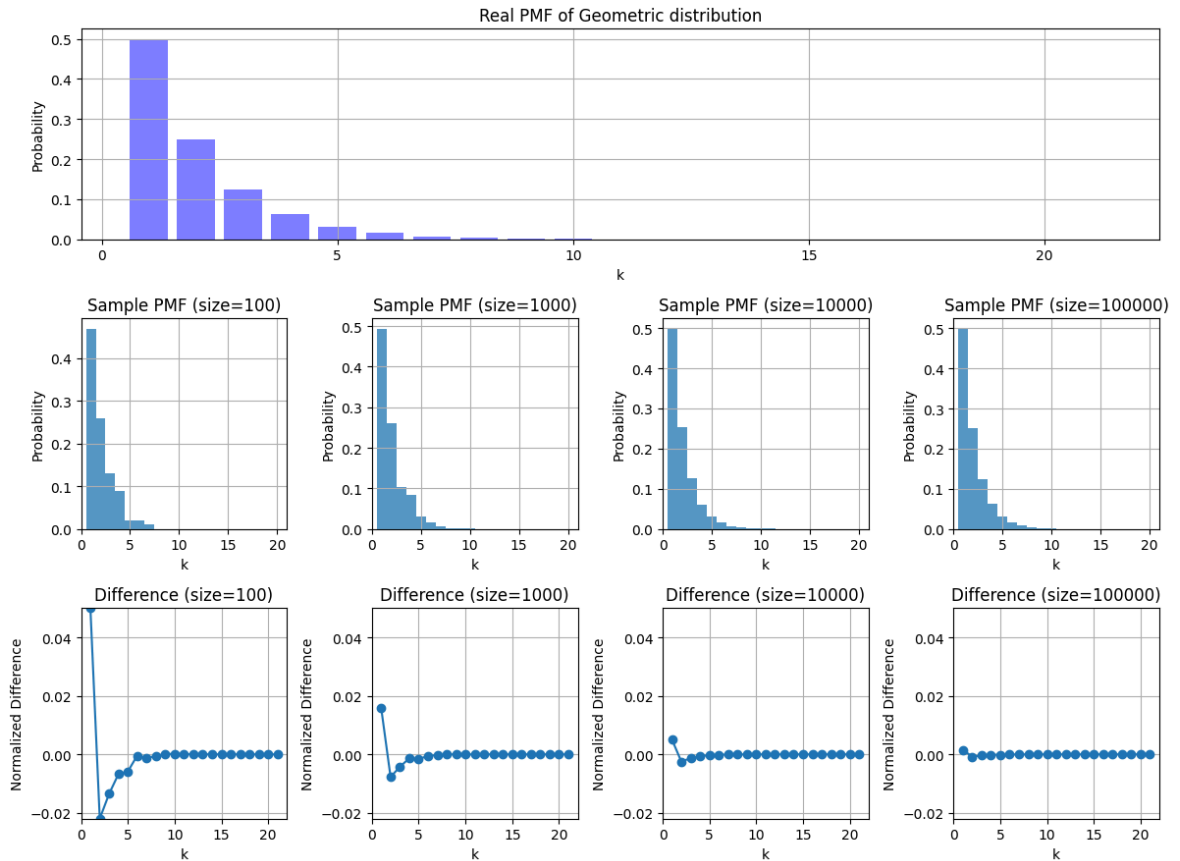 Real PMF of Geometric distribution
0.5
0.4
0.3
0.2
0.1
0.0
Probability
0 5 10 15 20
k
Sample PMF (size=100)
0.4
0.3
0.2
0.1
0.0
Probability
0 5 10 15 20
k
Sample PMF (size=1000)
0.5
0.4
0.3
0.2
0.1
0.0
Probability
0 5 10 15 20
k
Sample PMF (size=10000)
0.5
0.4
0.3
0.2
0.1
0.0
Probability
0 5 10 15 20
k
Sample PMF (size=100000)
0.5
0.4
0.3
0.2
0.1
0.0
Probability
0 5 10 15 20
k
Difference (size=100)
0.04
0.02
0.00
−0.02
Normalized Difference
0 5 10 15 20
k
Difference (size=1000)
0.04
0.02
0.00
−0.02
Normalized Difference
0 5 10 15 20
k
Difference (size=10000)
0.04
0.02
0.00
−0.02
Normalized Difference
0 5 10 15 20
k
Difference (size=100000)
0.04
0.02
0.00
−0.02
Normalized Difference
0 5 10 15 20
k